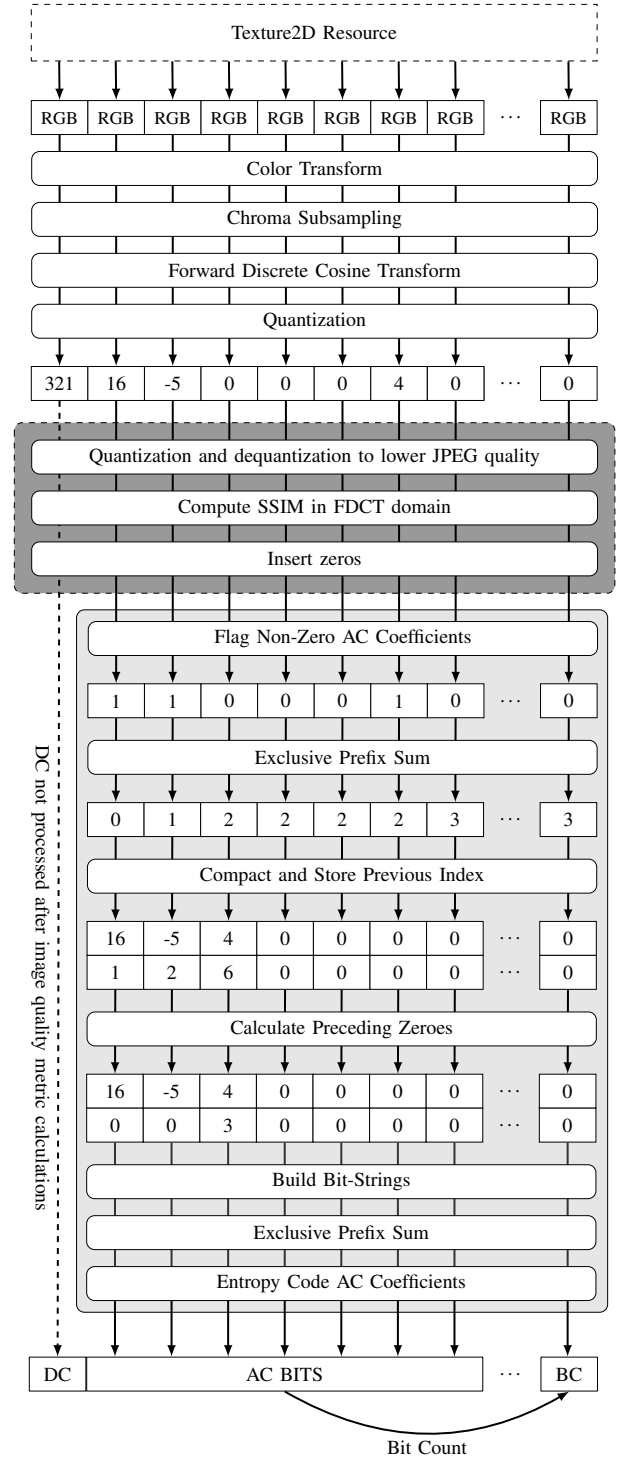 Texture2D Resource
RGB RGB RGB RGB RGB RGB RGB RGB ··· RGB
Color Transform
Chroma Subsampling
Forward Discrete Cosine Transform
Quantization
321 16 -5 0 0 0 4 0 ··· 0
Quantization and dequantization to lower JPEG quality
Compute SSIM in FDCT domain
Insert zeros
Flag Non-Zero AC Coefficients
1 1 0 0 0 1 0 ··· 0
Exclusive Prefix Sum
0 1 2 2 2 2 3 ··· 3
Compact and Store Previous Index
16 -5 4 0 0 0 0 ··· 0
1 2 6 0 0 0 0 ··· 0
Calculate Preceding Zeroes
16 -5 4 0 0 0 0 ··· 0
0 0 3 0 0 0 0 ··· 0
Build Bit-Strings
Exclusive Prefix Sum
Entropy Code AC Coefficients
DC not processed after image quality
metric calculations
DC AC BITS ··· BC
Bit Count